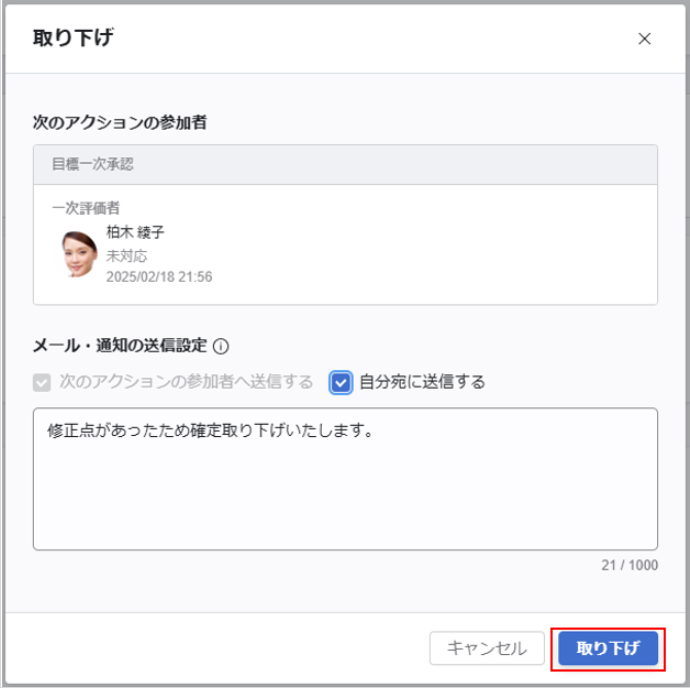 取り下げ
次のアクションの参加者
目標一次承認
一次評価者
柏木 綾子
未対応
2025/02/18 21:56
メール・通知の送信設定
次のアクションの参加者へ送信する 自分宛に送信する
修正点があったため確定取り下げいたします。
21 / 1000
キャンセル 取り下げ